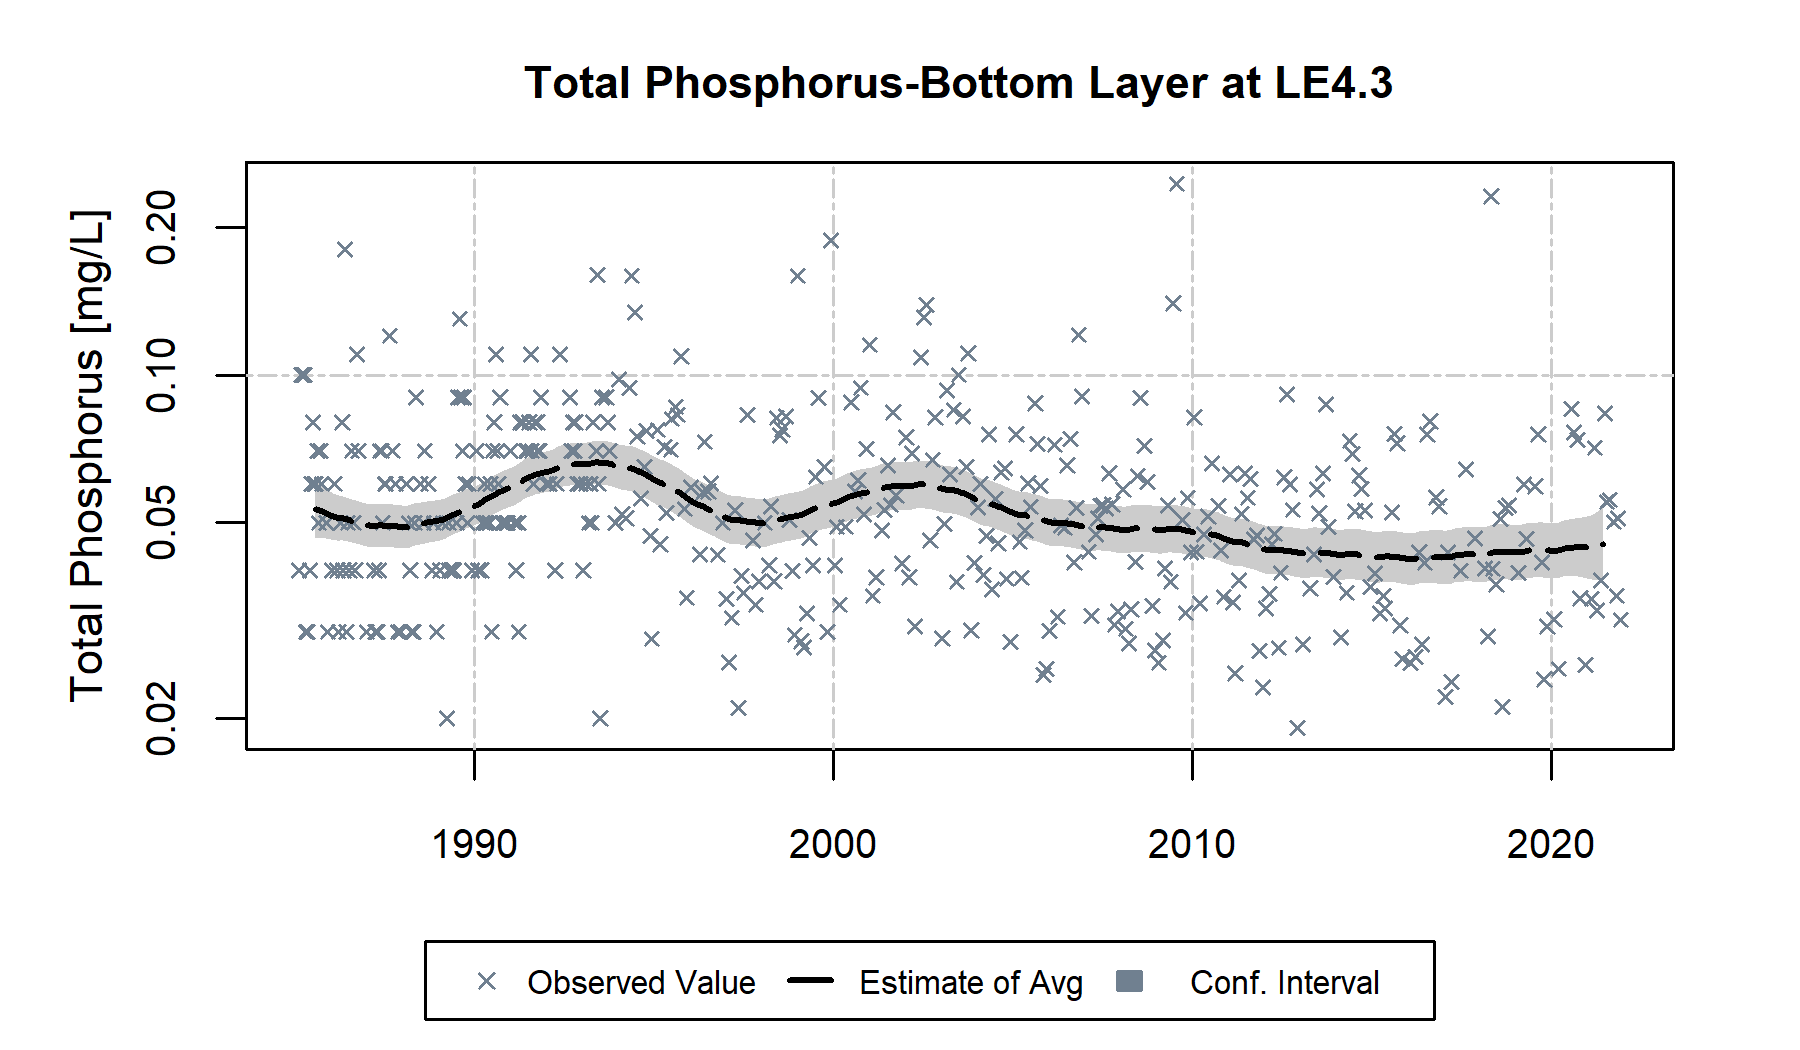 Total Phosphorus-Bottom Layer at LE4.3
Total Phosphorus [mg/L]
0.20
0.10
0.05
0.02
1990 2000 2010 2020
Observed Value Estimate of Avg Conf. Interval